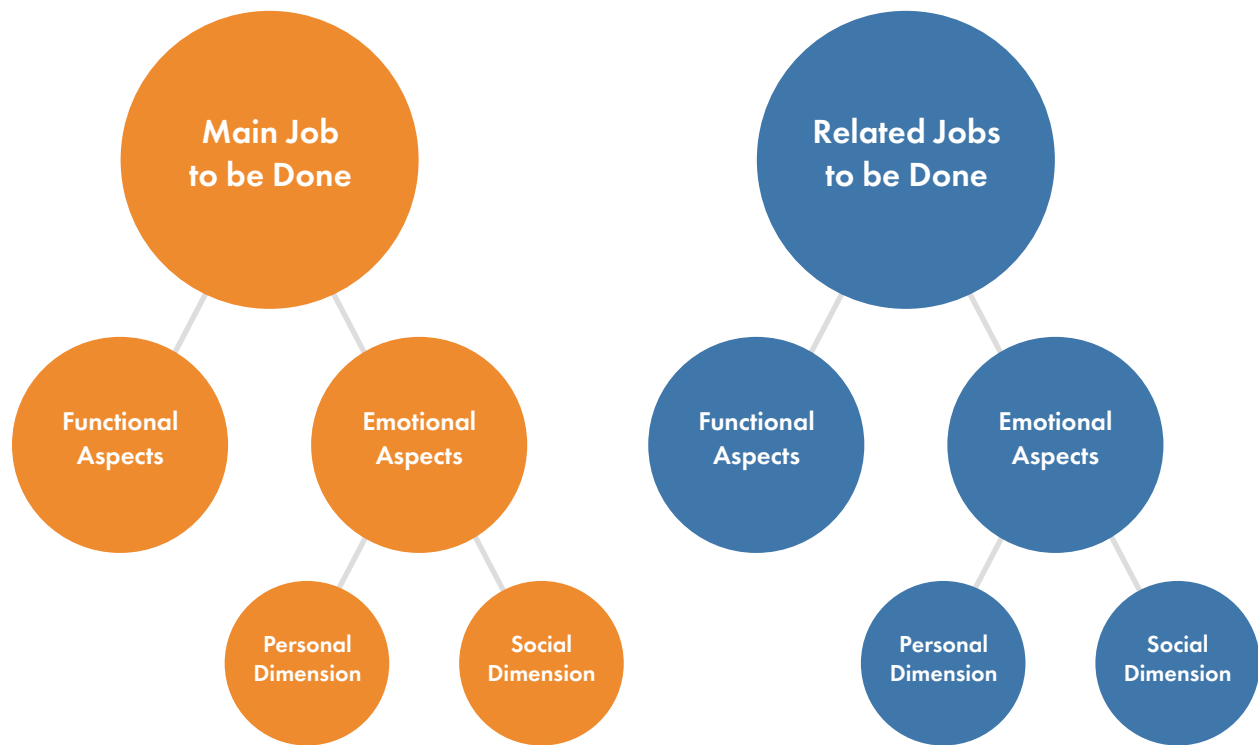 Main Job
to be Done
Related Jobs
to be Done
Functional
Aspects
Emotional
Aspects
Functional
Aspects
Emotional
Aspects
Personal
Dimension
Social
Dimension
Personal
Dimension
Social
Dimension